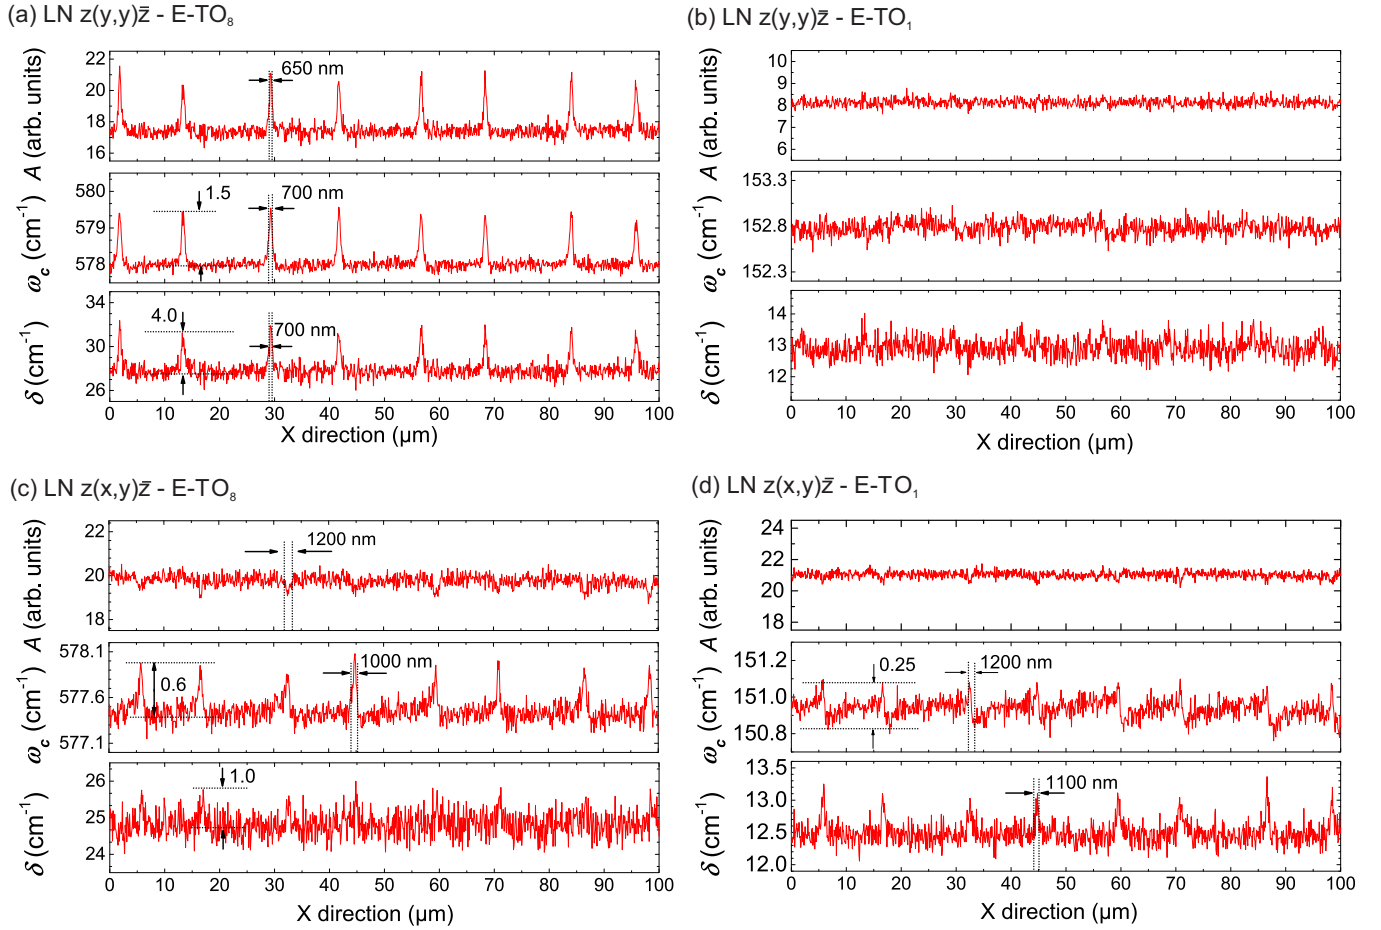 (a) LN z(y,y)z̄ - E-TO₈
22
20
18
16
A (arb. units)
650 nm
580
579
578
ω_c (cm⁻¹)
1.5
700 nm
34
30
26
δ (cm⁻¹)
4.0
700 nm
0 10 20 30 40 50 60 70 80 90 100
X direction (µm)
(b) LN z(y,y)z̄ - E-TO₁
10
9
8
7
6
A (arb. units)
153.3
152.8
152.3
ω_c (cm⁻¹)
14
13
12
δ (cm⁻¹)
0 10 20 30 40 50 60 70 80 90 100
X direction (µm)
(c) LN z(x,y)z̄ - E-TO₈
22
20
18
A (arb. units)
1200 nm
578.1
577.6
577.1
ω_c (cm⁻¹)
0.6
1000 nm
26
25
24
δ (cm⁻¹)
1.0
0 10 20 30 40 50 60 70 80 90 100
X direction (µm)
(d) LN z(x,y)z̄ - E-TO₁
24
22
20
18
A (arb. units)
151.2
151.0
150.8
ω_c (cm⁻¹)
0.25
1200 nm
13.5
13.0
12.5
12.0
δ (cm⁻¹)
1100 nm
0 10 20 30 40 50 60 70 80 90 100
X direction (µm)